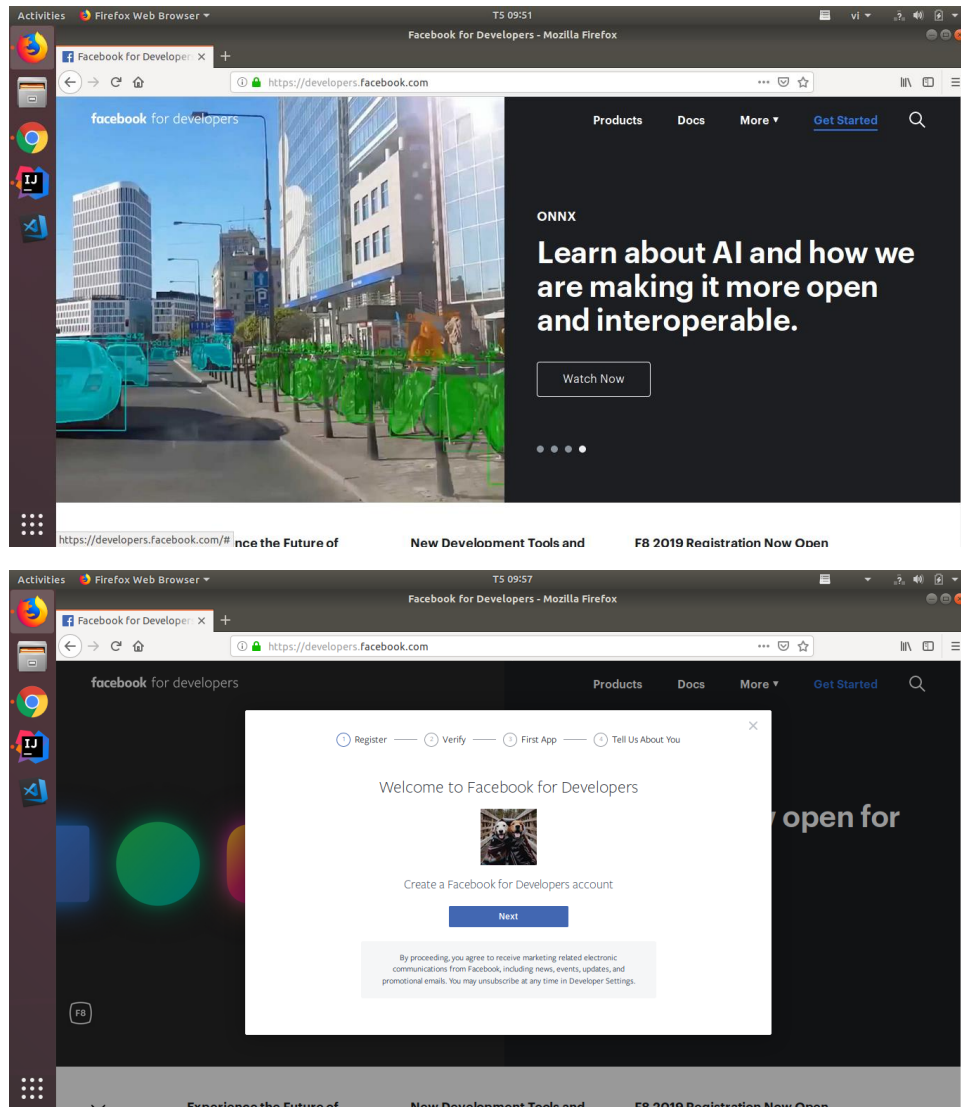 Activities Firefox Web Browser ▾ T5 09:51 vi ▾
Facebook for Developers - Mozilla Firefox
Facebook for Developer: × +
https://developers.facebook.com
facebook for developers Products Docs More ▾ Get Started
ONNX
Learn about AI and how we
are making it more open
and interoperable.
Watch Now
https://developers.facebook.com/# nce the Future of New Development Tools and F8 2019 Registration Now Open
Activities Firefox Web Browser ▾ T5 09:57
Facebook for Developers - Mozilla Firefox
Facebook for Developer: × +
https://developers.facebook.com
facebook for developers Products Docs More ▾ Get Started
1 Register 2 Verify 3 First App 4 Tell Us About You
Welcome to Facebook for Developers
open for
Create a Facebook for Developers account
Next
By proceeding, you agree to receive marketing related electronic
communications from Facebook, including news, events, updates, and
promotional emails. You may unsubscribe at any time in Developer Settings.
F8
Experience the Future of New Development Tools and F8 2019 Registration Now Open